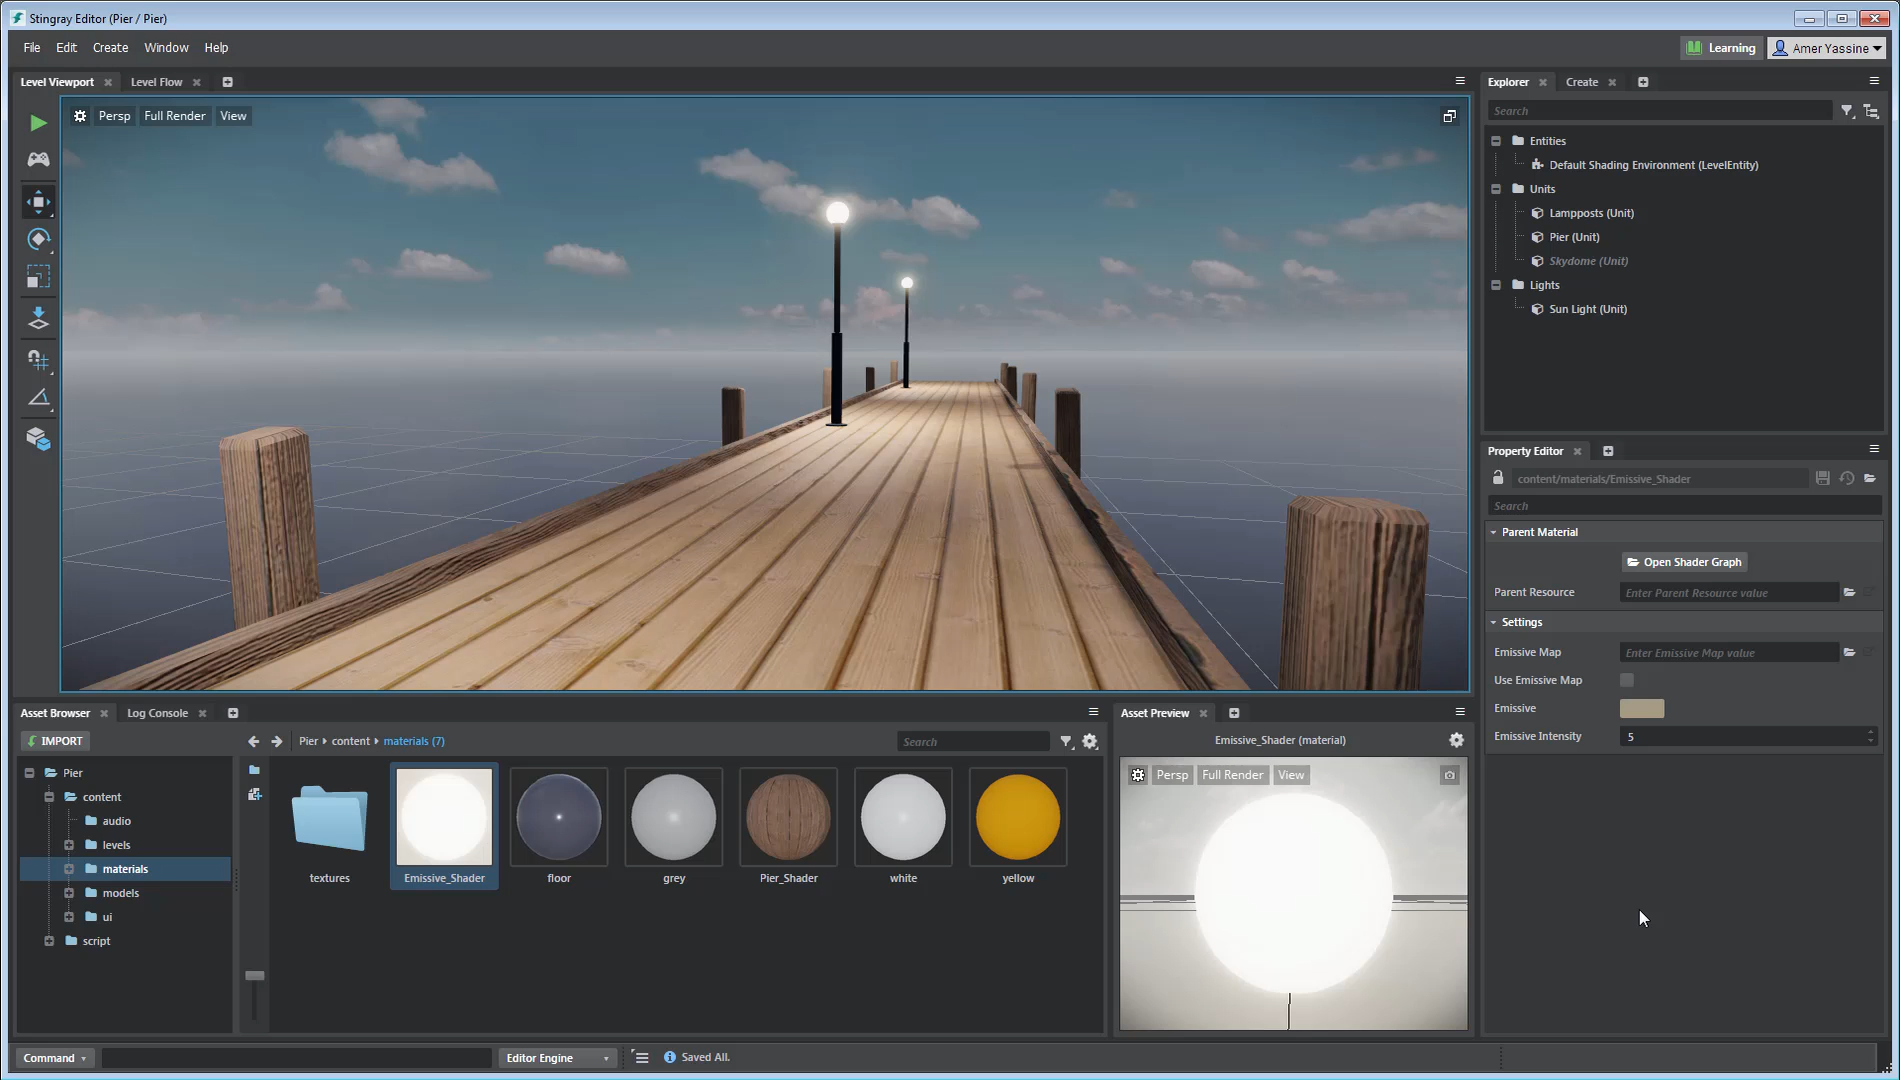 Stingray Editor (Pier / Pier)
File Edit Create Window Help
Learning Amer Yassine
Level Viewport Level Flow
Persp Full Render View
Explorer Create
Search
Entities
Default Shading Environment (LevelEntity)
Units
Lampposts (Unit)
Pier (Unit)
Skydome (Unit)
Lights
Sun Light (Unit)
Property Editor
content/materials/Emissive_Shader
Search
Parent Material
Open Shader Graph
Parent Resource Enter Parent Resource value
Settings
Emissive Map Enter Emissive Map value
Use Emissive Map
Emissive
Emissive Intensity 5
Asset Browser Log Console
IMPORT
Pier content materials (7)
Search
Pier
content
audio
levels
materials
models
ui
script
textures Emissive_Shader floor grey Pier_Shader white yellow
Asset Preview
Emissive_Shader (material)
Persp Full Render View
Command Editor Engine Saved All.